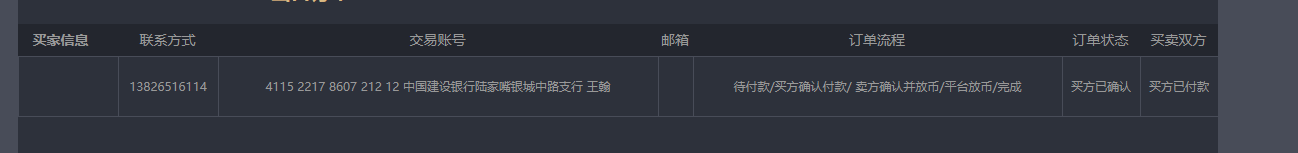 买家信息 联系方式 交易账号 邮箱 订单流程 订单状态 买卖双方
13826516114 4115 2217 8607 212 12 中国建设银行陆家嘴银城中路支行 王翰 待付款/买方确认付款/ 卖方确认并放币/平台放币/完成 买方已确认 买方已付款